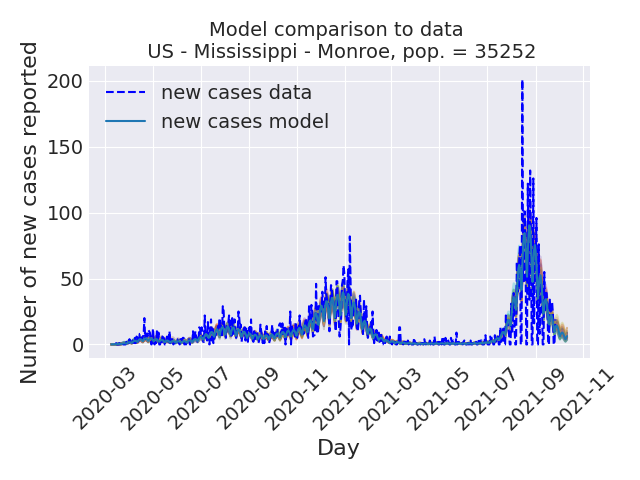 Model comparison to data
US - Mississippi - Monroe, pop. = 35252
Number of new cases reported
200
150
100
50
0
new cases data
new cases model
2020-03
2020-05
2020-07
2020-09
2020-11
2021-01
2021-03
2021-05
2021-07
2021-09
2021-11
Day